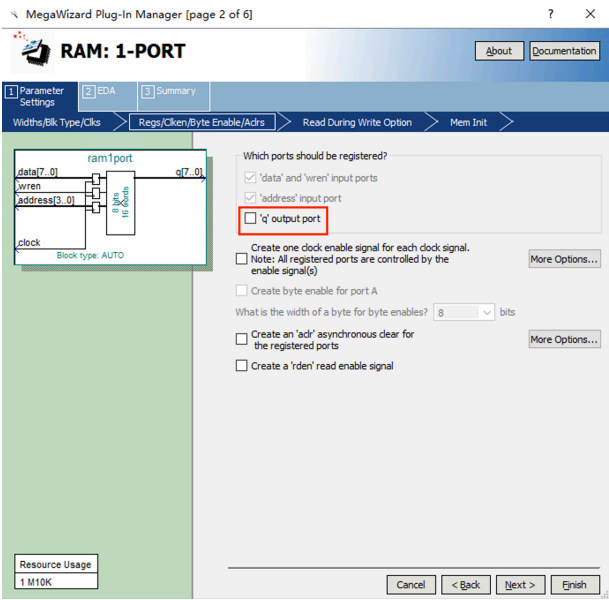 MegaWizard Plug-In Manager [page 2 of 6]
? ×
RAM: 1-PORT
About
Documentation
1 Parameter Settings
2 EDA
3 Summary
Widths/Blk Type/Clks
Regs/Clken/Byte Enable/Aclrs
Read During Write Option
Mem Init
ram1port
data[7..0]
q[7..0]
wren
address[3..0]
8 bits
16 words
clock
Block type: AUTO
Which ports should be registered?
'data' and 'wren' input ports
'address' input port
'q' output port
Create one clock enable signal for each clock signal.
Note: All registered ports are controlled by the
enable signal(s)
More Options...
Create byte enable for port A
What is the width of a byte for byte enables?
8
bits
Create an 'aclr' asynchronous clear for
the registered ports
More Options...
Create a 'rden' read enable signal
Resource Usage
1 M10K
Cancel
< Back
Next >
Finish